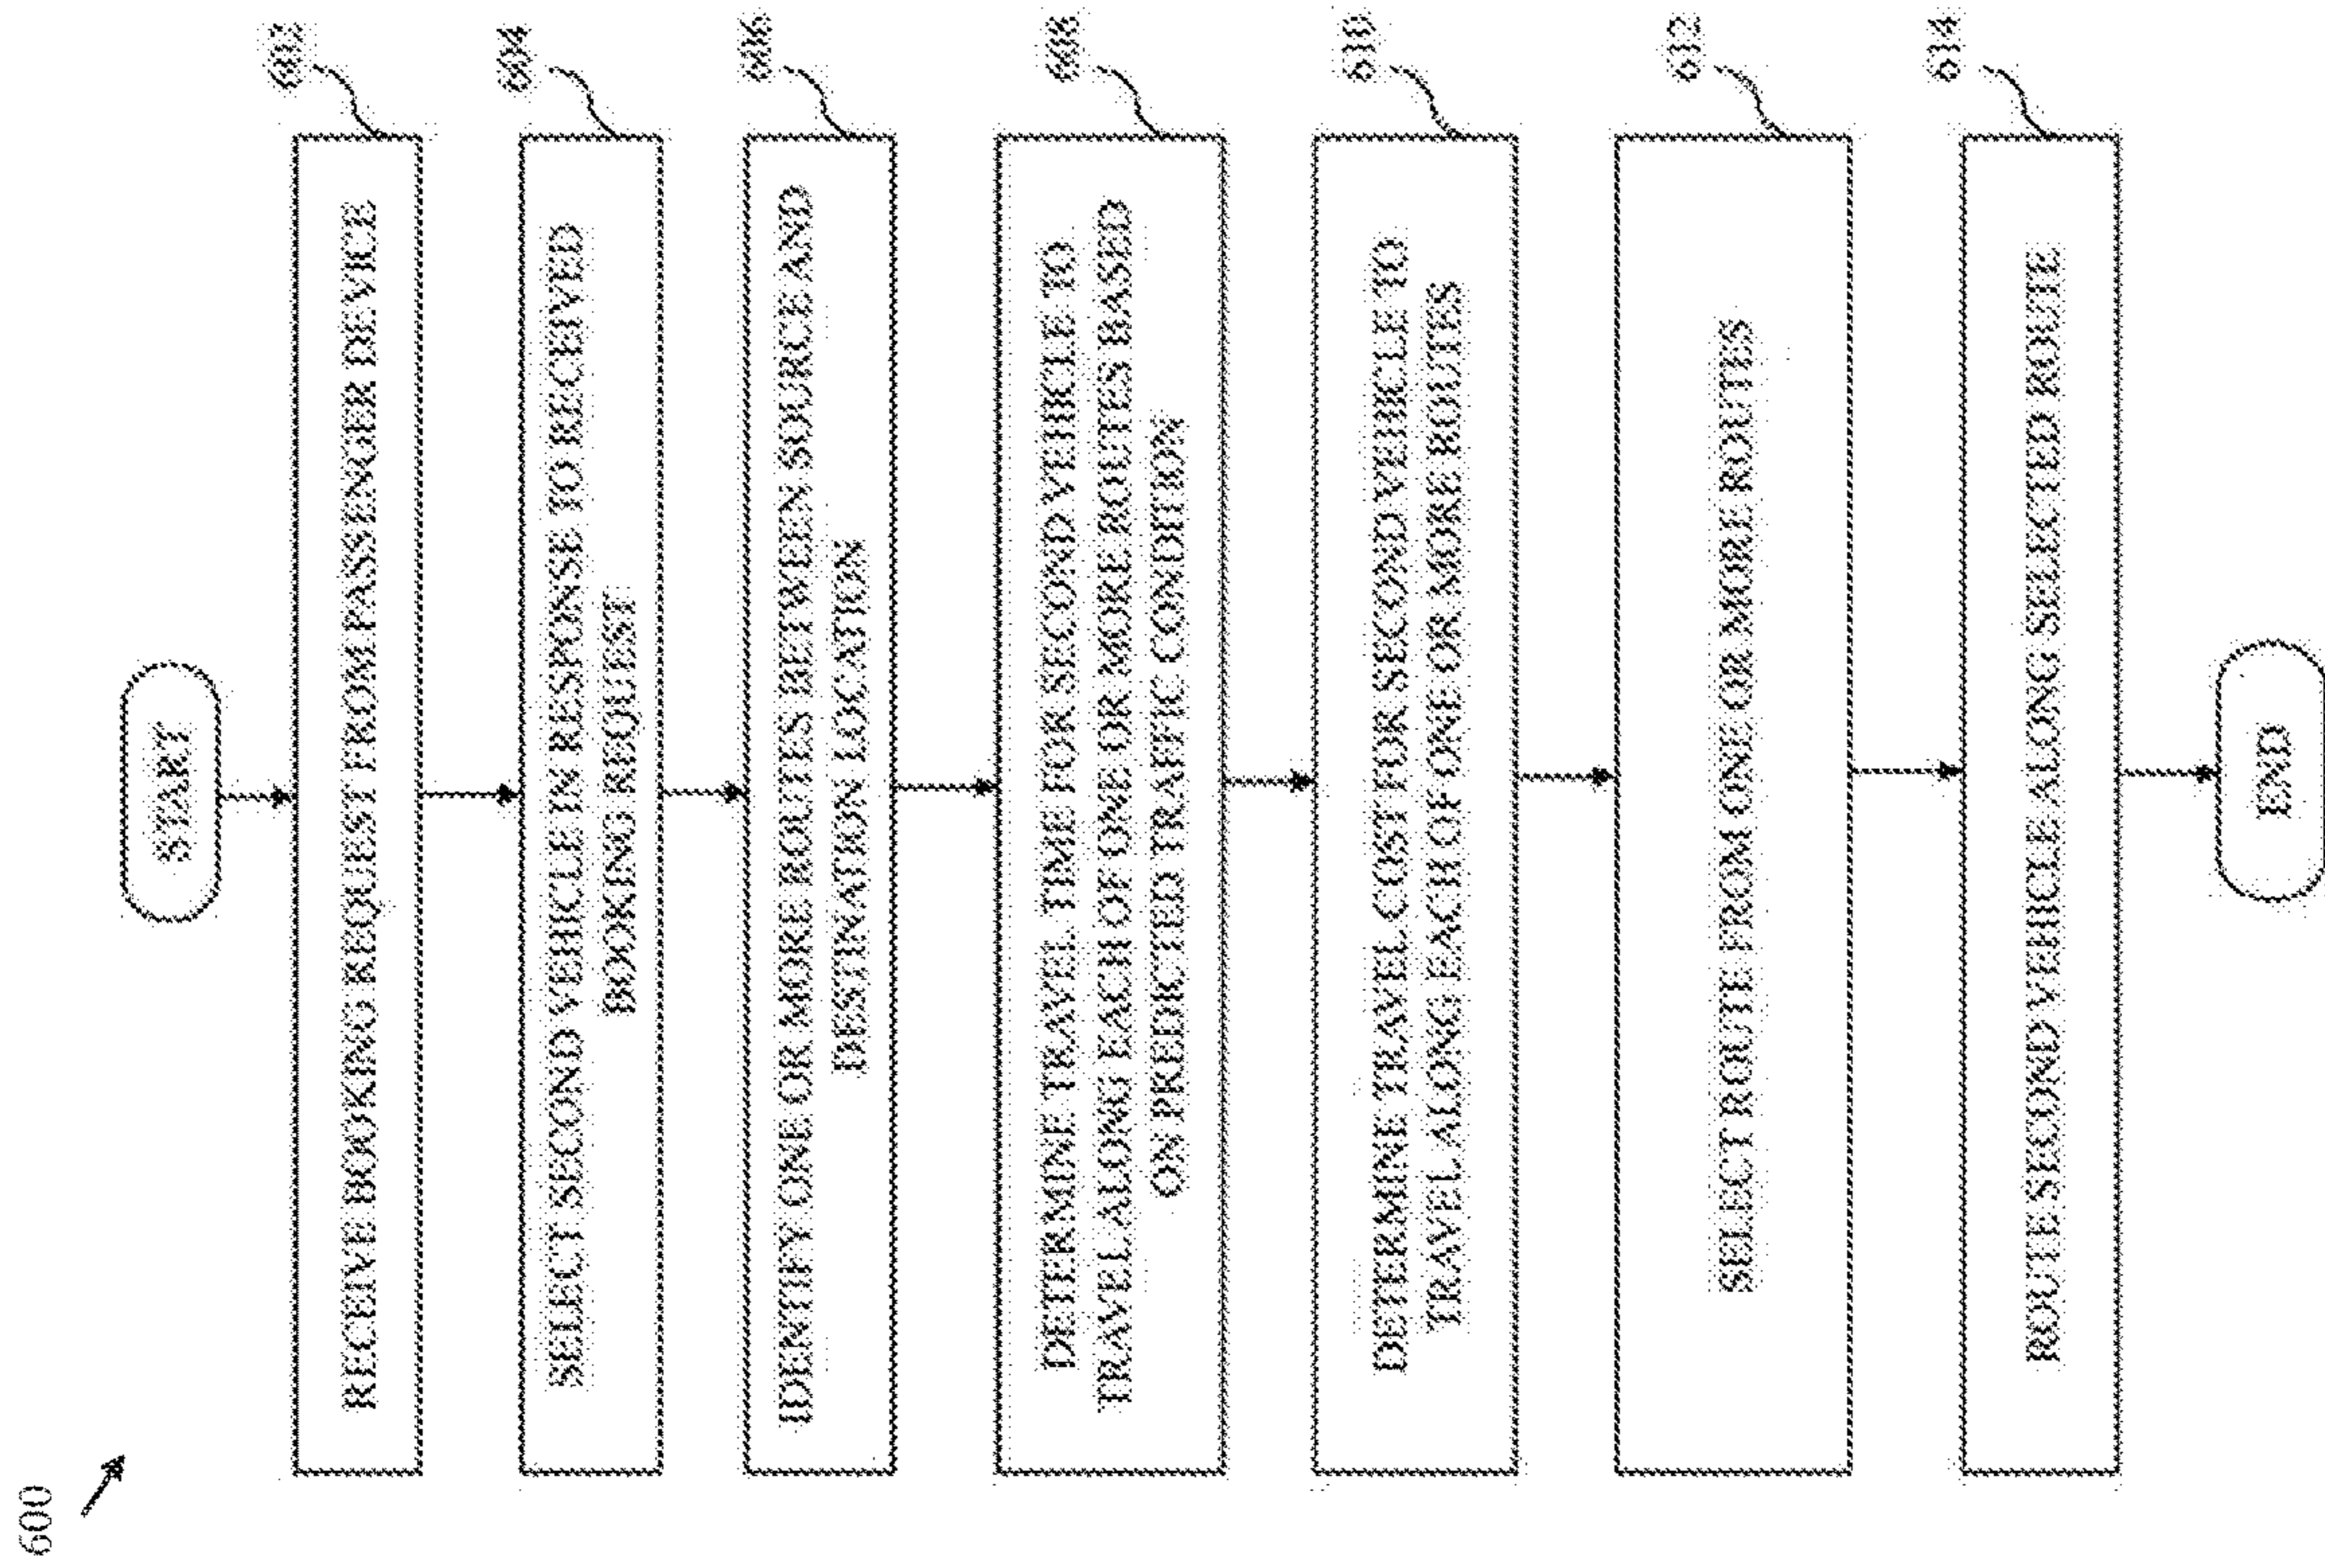 600
START
RECEIVE BOOKING REQUEST FROM PASSENGER DEVICE
602
SELECT SECOND VEHICLE IN RESPONSE TO RECEIVED
BOOKING REQUEST
604
IDENTIFY ONE OR MORE ROUTES BETWEEN SOURCE AND
DESTINATION LOCATION
606
DETERMINE TRAVEL TIME FOR SECOND VEHICLE TO
TRAVEL ALONG EACH OF ONE OR MORE ROUTES BASED
ON PREDICTED TRAFFIC CONDITION
608
DETERMINE TRAVEL COST FOR SECOND VEHICLE TO
TRAVEL ALONG EACH OF ONE OR MORE ROUTES
610
SELECT ROUTE FROM ONE OR MORE ROUTES
612
ROUTE SECOND VEHICLE ALONG SELECTED ROUTE
614
END